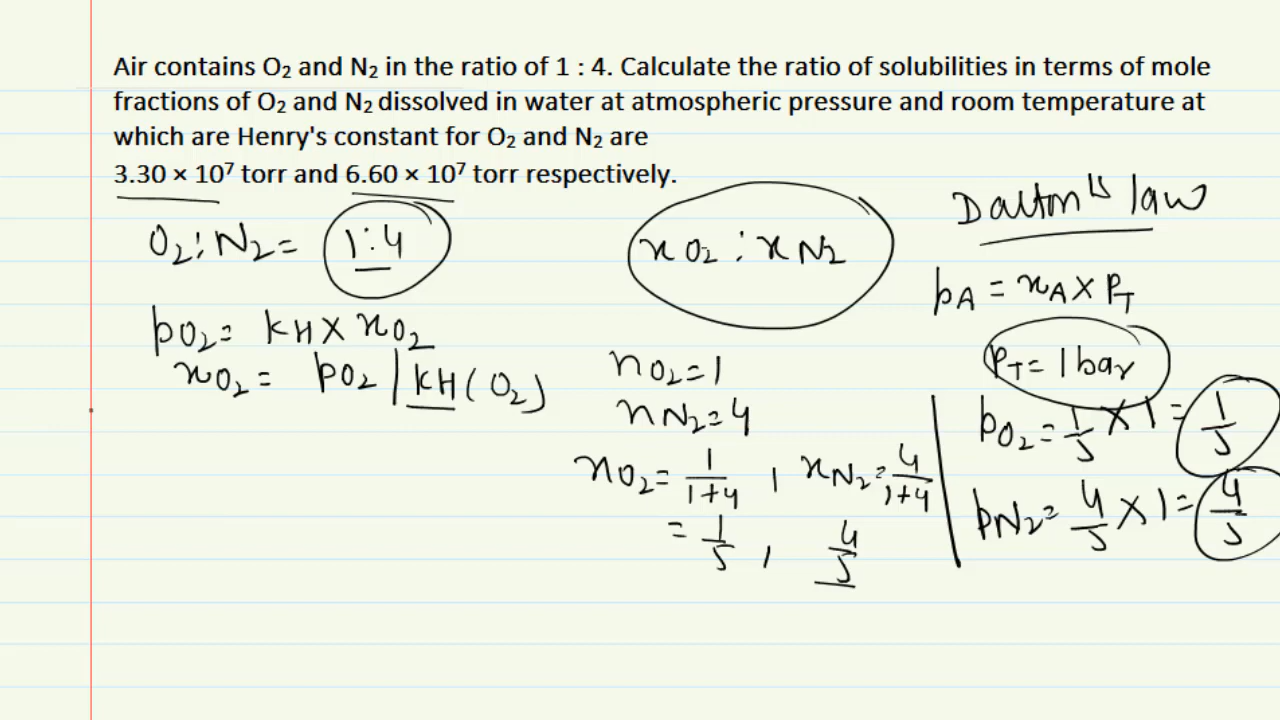 Air contains O₂ and N₂ in the ratio of 1 : 4. Calculate the ratio of solubilities in terms of mole
fractions of O₂ and N₂ dissolved in water at atmospheric pressure and room temperature at
which are Henry's constant for O₂ and N₂ are
3.30 × 10⁷ torr and 6.60 × 10⁷ torr respectively.
O₂ : N₂ = 1:4
pO₂ = KH X xO₂
xO₂ = pO₂ | KH (O₂)
xO₂ : xN₂
nO₂ = 1
nN₂ = 4
xO₂ = 1/1+4 , xN₂ = 4/1+4
= 1/5 , 4/5
Dalton's law
pA = xA X PT
PT = 1 bar
pO₂ = 1/5 X 1 = 1/5
pN₂ = 4/5 X 1 = 4/5